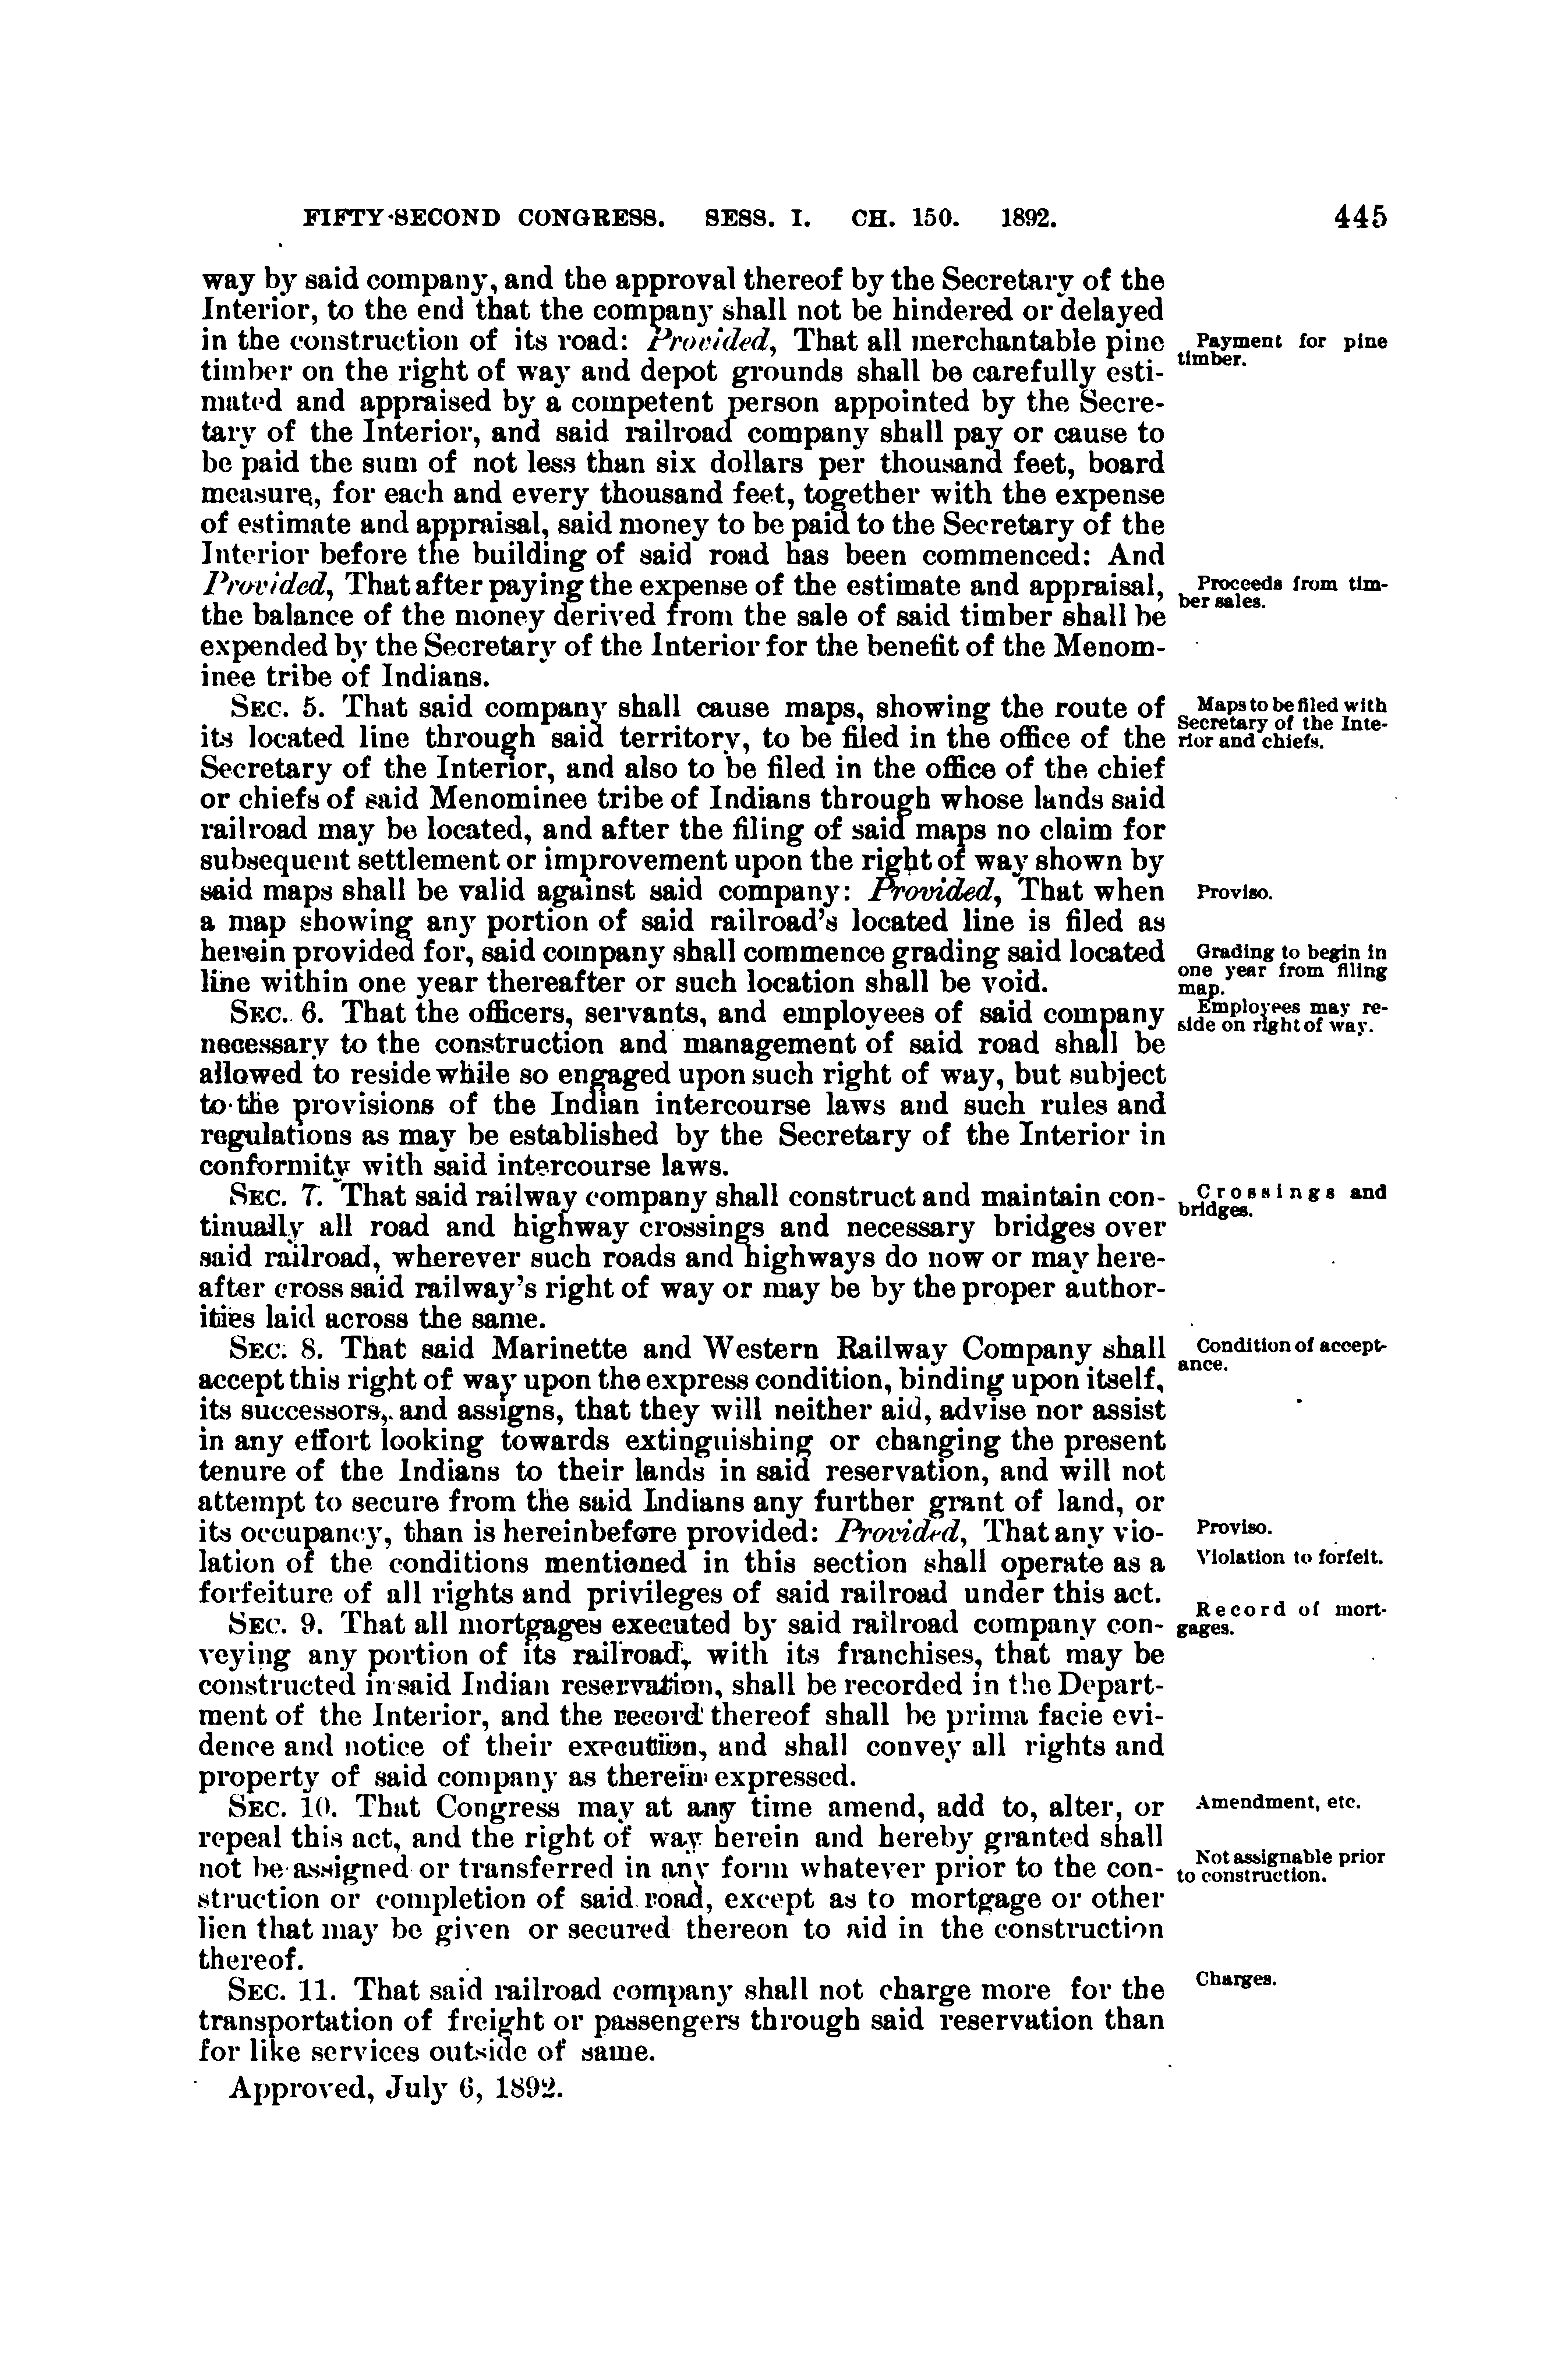 FIFTY-SECOND CONGRESS. SESS. I. CH. 150. 1892. 445
way by said company, and the approval thereof by the Secretary of the
Interior, to the end that the company shall not be hindered or delayed
in the construction of its road: Provided, That all merchantable pine
timber on the right of way and depot grounds shall be carefully esti-
mated and appraised by a competent person appointed by the Secre-
tary of the Interior, and said railroad company shall pay or cause to
be paid the sum of not less than six dollars per thousand feet, board
measure, for each and every thousand feet, together with the expense
of estimate and appraisal, said money to be paid to the Secretary of the
Interior before the building of said road has been commenced: And
Provided, That after paying the expense of the estimate and appraisal,
the balance of the money derived from the sale of said timber shall be
expended by the Secretary of the Interior for the benefit of the Menom-
inee tribe of Indians.
SEC. 5. That said company shall cause maps, showing the route of
its located line through said territory, to be filed in the office of the
Secretary of the Interior, and also to be filed in the office of the chief
or chiefs of said Menominee tribe of Indians through whose lands said
railroad may be located, and after the filing of said maps no claim for
subsequent settlement or improvement upon the right of way shown by
said maps shall be valid against said company: Provided, That when
a map showing any portion of said railroad's located line is filed as
herein provided for, said company shall commence grading said located
line within one year thereafter or such location shall be void.
SEC. 6. That the officers, servants, and employees of said company
necessary to the construction and management of said road shall be
allowed to reside while so engaged upon such right of way, but subject
to the provisions of the Indian intercourse laws and such rules and
regulations as may be established by the Secretary of the Interior in
conformity with said intercourse laws.
SEC. 7. That said railway company shall construct and maintain con-
tinually all road and highway crossings and necessary bridges over
said railroad, wherever such roads and highways do now or may here-
after cross said railway's right of way or may be by the proper author-
ities laid across the same.
SEC. 8. That said Marinette and Western Railway Company shall
accept this right of way upon the express condition, binding upon itself,
its successors, and assigns, that they will neither aid, advise nor assist
in any effort looking towards extinguishing or changing the present
tenure of the Indians to their lands in said reservation, and will not
attempt to secure from the said Indians any further grant of land, or
its occupancy, than is hereinbefore provided: Provided, That any vio-
lation of the conditions mentioned in this section shall operate as a
forfeiture of all rights and privileges of said railroad under this act.
SEC. 9. That all mortgages executed by said railroad company con-
veying any portion of its railroad, with its franchises, that may be
constructed in said Indian reservation, shall be recorded in the Depart-
ment of the Interior, and the record thereof shall be prima facie evi-
dence and notice of their execution, and shall convey all rights and
property of said company as therein expressed.
SEC. 10. That Congress may at any time amend, add to, alter, or
repeal this act, and the right of way herein and hereby granted shall
not be assigned or transferred in any form whatever prior to the con-
struction or completion of said road, except as to mortgage or other
lien that may be given or secured thereon to aid in the construction
thereof.
SEC. 11. That said railroad company shall not charge more for the
transportation of freight or passengers through said reservation than
for like services outside of same.
Approved, July 6, 1892.
Payment for pine
timber.
Proceeds from tim-
ber sales.
Maps to be filed with
Secretary of the Inte-
rior and chiefs.
Proviso.
Grading to begin in
one year from filing
map.
Employees may re-
side on right of way.
Crossings and
bridges.
Condition of accept-
ance.
Proviso.
Violation to forfeit.
Record of mort-
gages.
Amendment, etc.
Not assignable prior
to construction.
Charges.